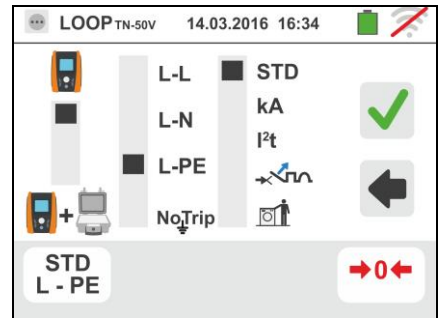 LOOP TN-50V 14.03.2016 16:34
L-L
L-N
L-PE
NoTrip
STD
kA
I²t
+
STD
L - PE
→0←